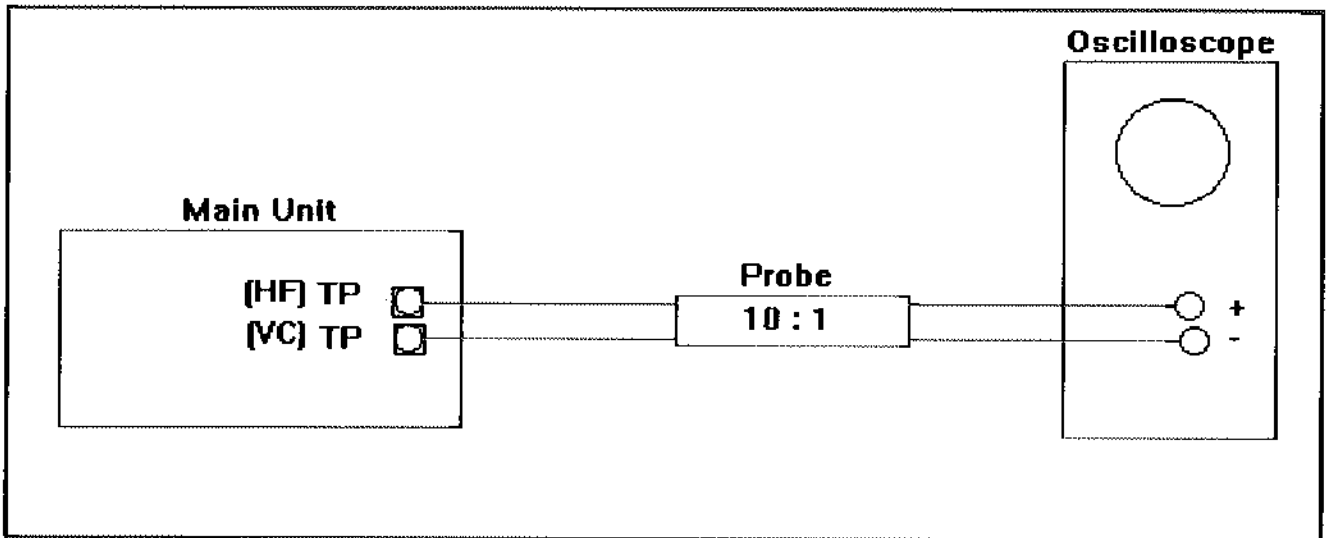 Oscilloscope
Main Unit
(HF) TP
(VC) TP
Probe
10 : 1
+
-